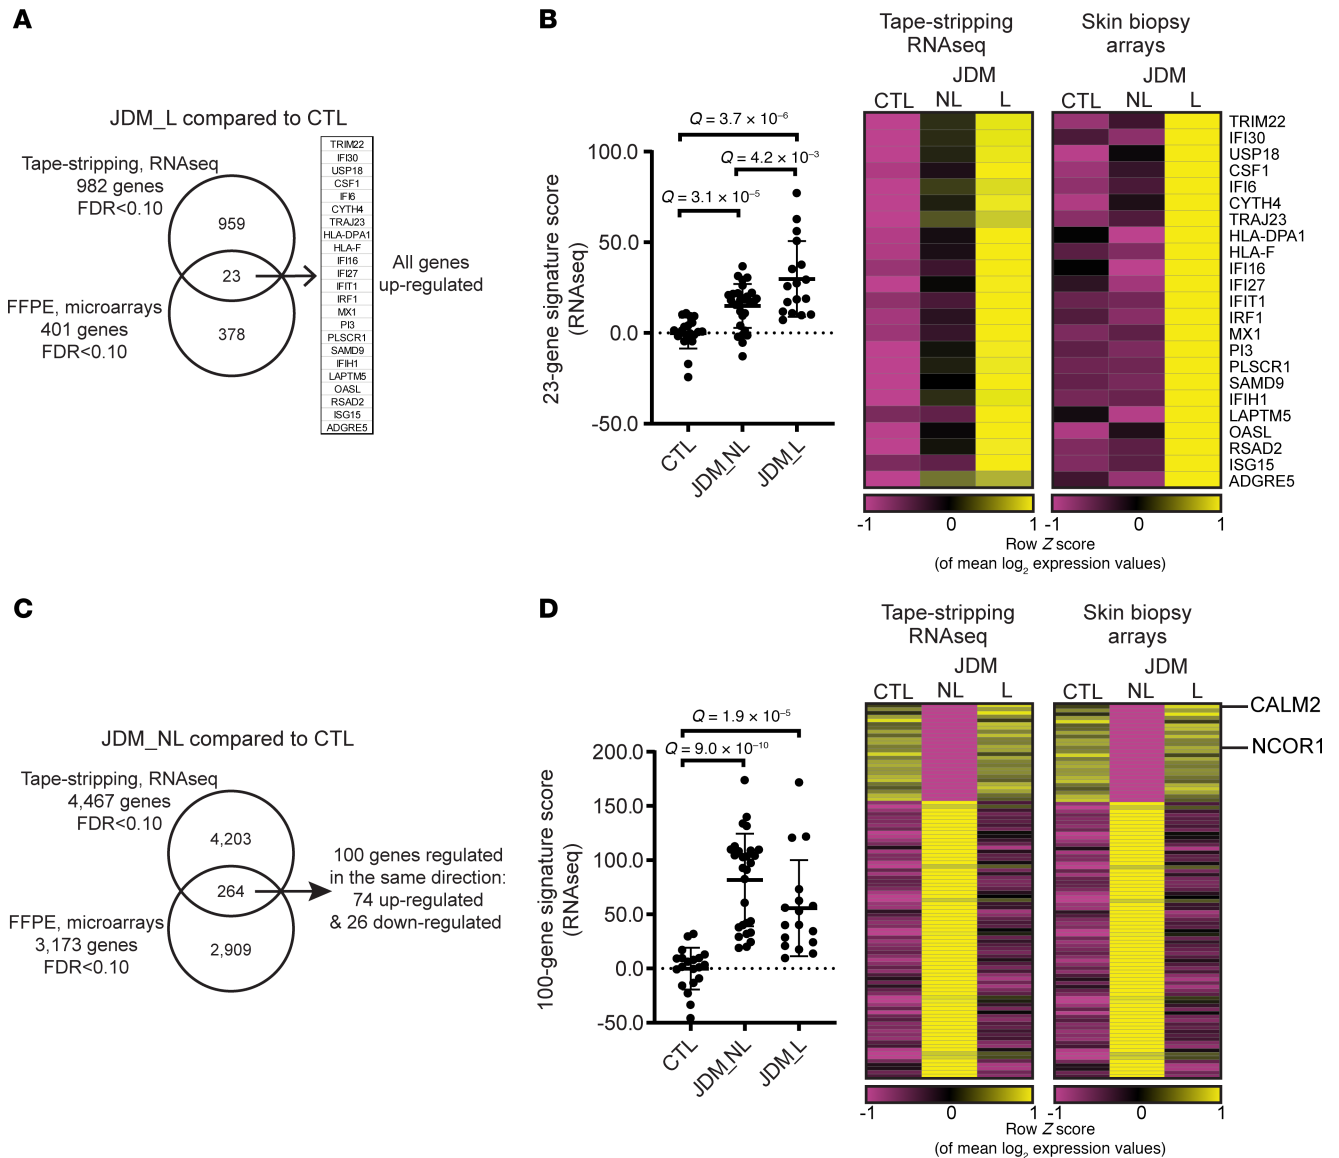 A
JDM_L compared to CTL
Tape-stripping, RNAseq
982 genes
FDR<0.10
959
23
FFPE, microarrays
401 genes
FDR<0.10
378
TRIM22
IFI30
USP18
CSF1
IFI6
CYTH4
TRAJ23
HLA-DPA1
HLA-F
IFI16
IFI27
IFIT1
IRF1
MX1
PI3
PLSCR1
SAMD9
IFIH1
LAPTM5
OASL
RSAD2
ISG15
ADGRE5
All genes
up-regulated
B
23-gene signature score
(RNAseq)
100.0
50.0
0.0
-50.0
Q = 3.7 × 10⁻⁶
Q = 4.2 × 10⁻³
Q = 3.1 × 10⁻⁵
CTL
JDM_NL
JDM_L
Tape-stripping
RNAseq
JDM
CTL NL L
Skin biopsy
arrays
JDM
CTL NL L
TRIM22
IFI30
USP18
CSF1
IFI6
CYTH4
TRAJ23
HLA-DPA1
HLA-F
IFI16
IFI27
IFIT1
IRF1
MX1
PI3
PLSCR1
SAMD9
IFIH1
LAPTM5
OASL
RSAD2
ISG15
ADGRE5
-1 0 1
-1 0 1
Row Z score
(of mean log₂ expression values)
C
JDM_NL compared to CTL
Tape-stripping, RNAseq
4,467 genes
FDR<0.10
4,203
264
FFPE, microarrays
3,173 genes
FDR<0.10
2,909
100 genes regulated
in the same direction:
74 up-regulated
& 26 down-regulated
D
100-gene signature score
(RNAseq)
200.0
150.0
100.0
50.0
0.0
-50.0
Q = 1.9 × 10⁻⁵
Q = 9.0 × 10⁻¹⁰
CTL
JDM_NL
JDM_L
Tape-stripping
RNAseq
JDM
CTL NL L
Skin biopsy
arrays
JDM
CTL NL L
CALM2
NCOR1
-1 0 1
-1 0 1
Row Z score
(of mean log₂ expression values)